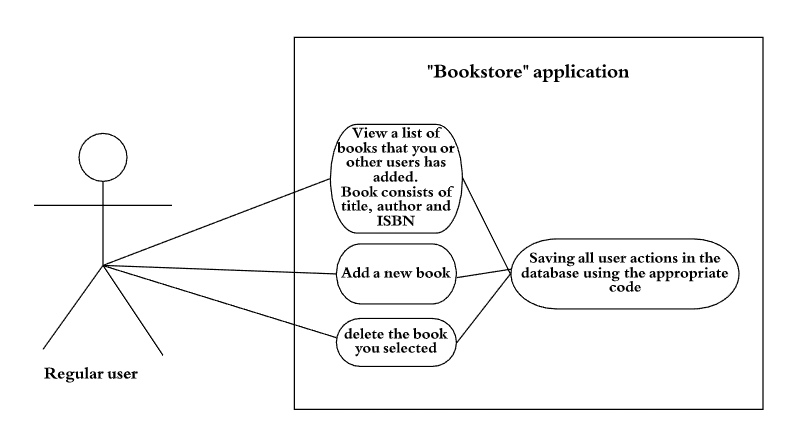 "Bookstore" application
View a list of
books that you or
other users has
added.
Book consists of
title, author and
ISBN
Add a new book
delete the book
you selected
Saving all user actions in the
database using the appropriate
code
Regular user